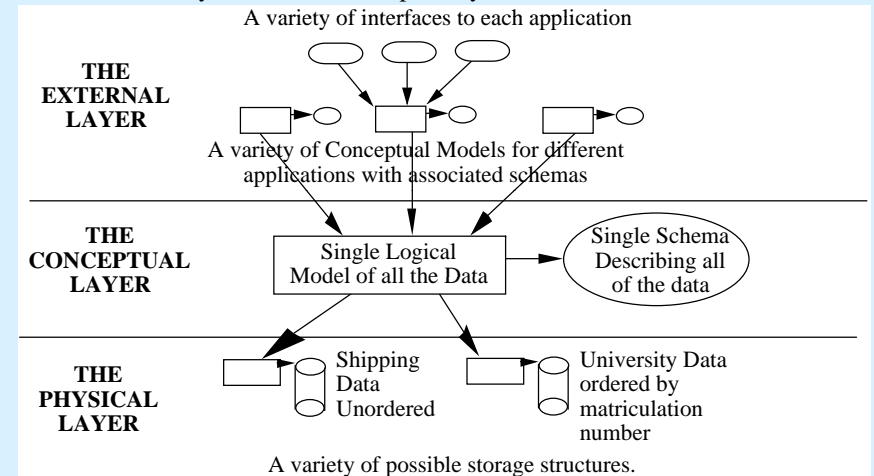 A variety of interfaces to each application
THE
EXTERNAL
LAYER
A variety of Conceptual Models for different
applications with associated schemas
THE
CONCEPTUAL
LAYER
Single Logical
Model of all the Data
Single Schema
Describing all
of the data
THE
PHYSICAL
LAYER
Shipping
Data
Unordered
University Data
ordered by
matriculation
number
A variety of possible storage structures.